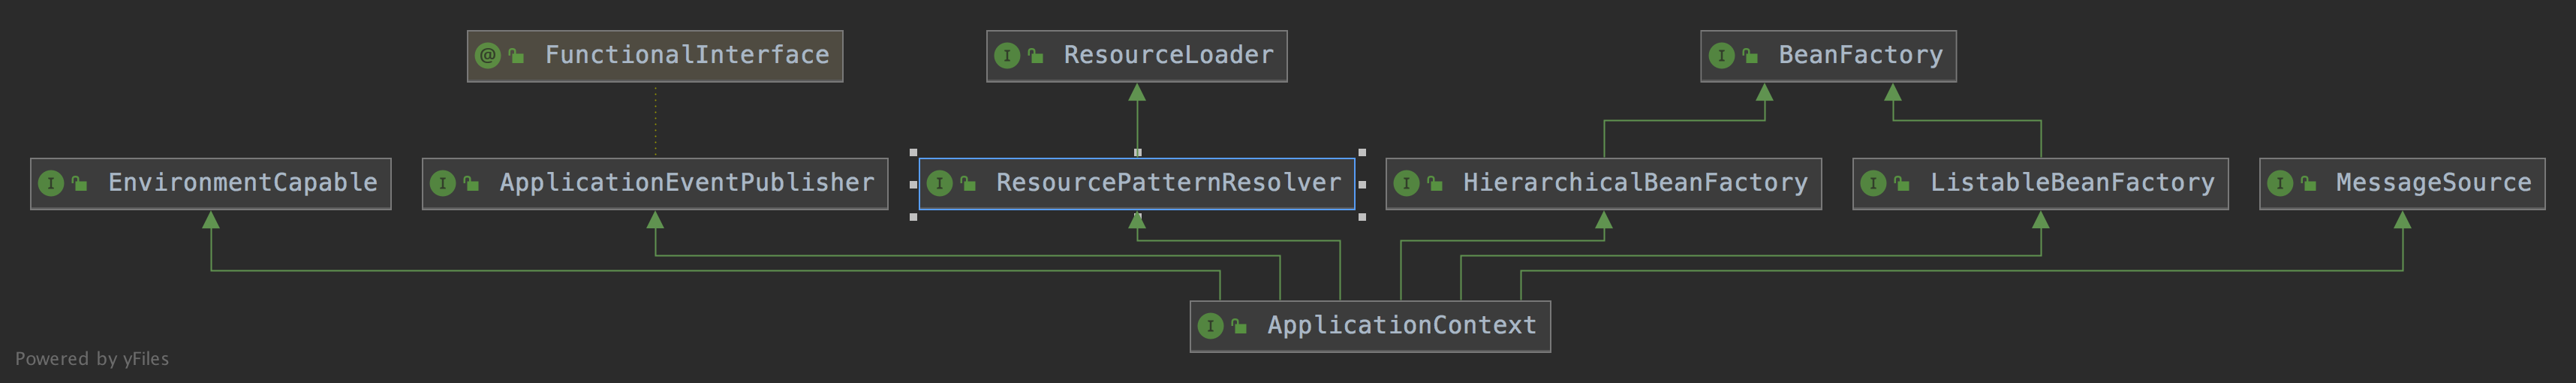 @ FunctionalInterface
I ResourceLoader
I BeanFactory
I EnvironmentCapable
I ApplicationEventPublisher
I ResourcePatternResolver
I HierarchicalBeanFactory
I ListableBeanFactory
I MessageSource
I ApplicationContext
Powered by yFiles